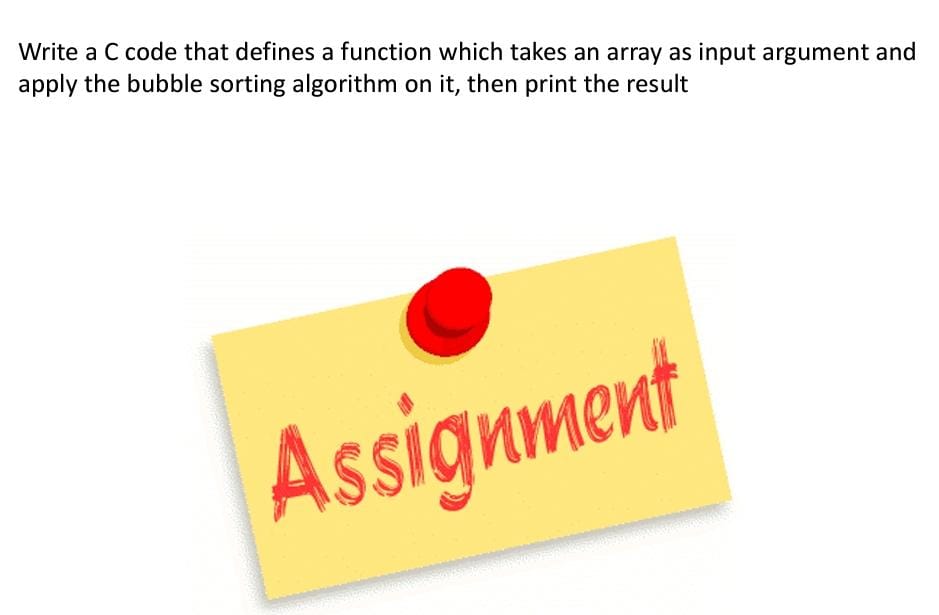 Write a C code that defines a function which takes an array as input argument and
apply the bubble sorting algorithm on it, then print the result
Assignment